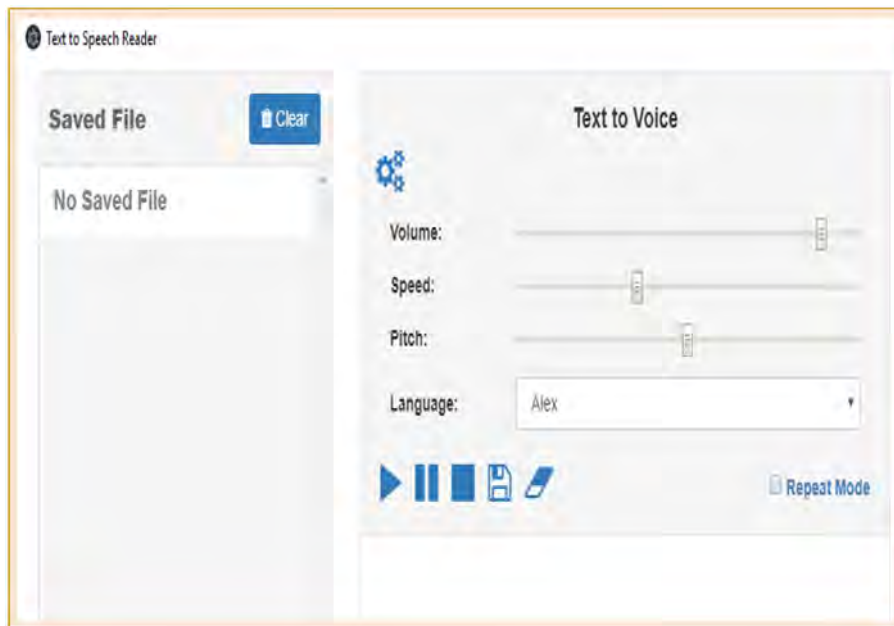 Text to Speech Reader
Saved File
Clear
No Saved File
Text to Voice
Volume:
Speed:
Pitch:
Language:
Alex
Repeat Mode